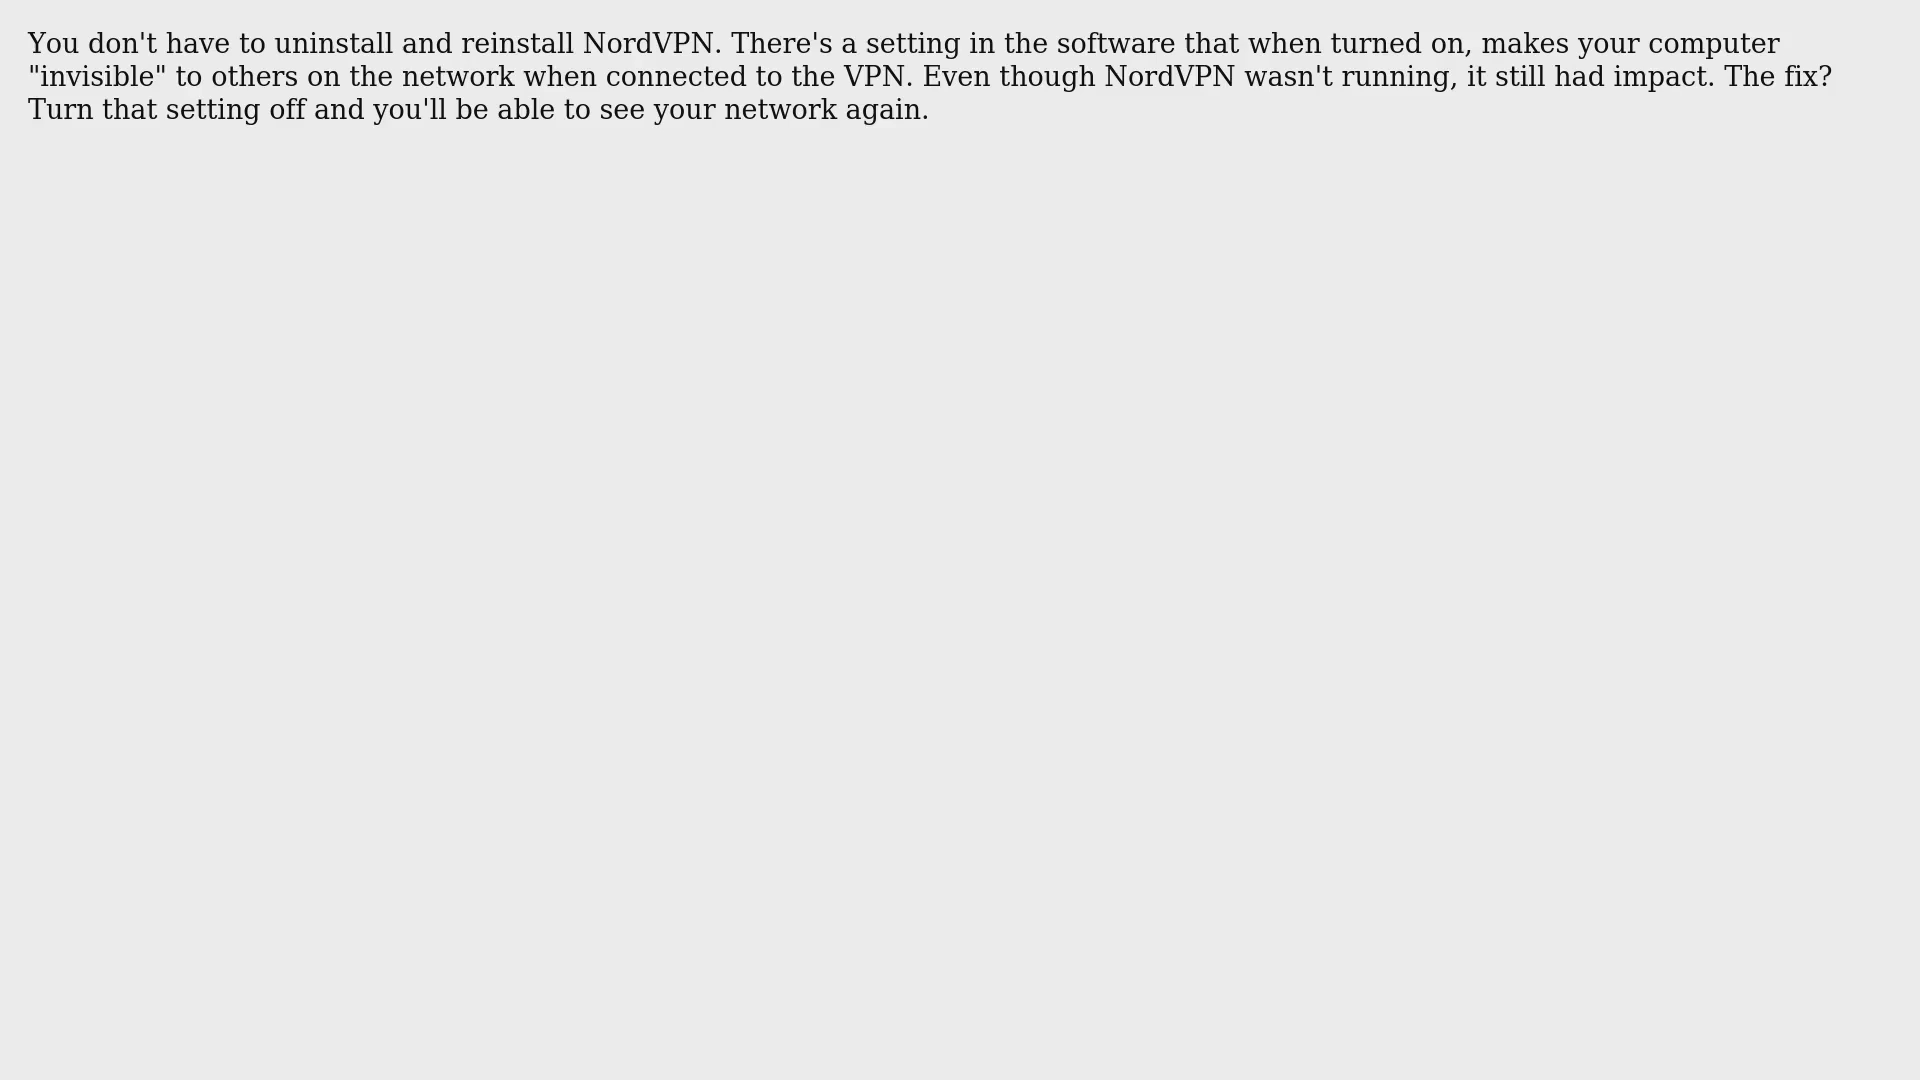 You don't have to uninstall and reinstall NordVPN. There's a setting in the software that when turned on, makes your computer
"invisible" to others on the network when connected to the VPN. Even though NordVPN wasn't running, it still had impact. The fix?
Turn that setting off and you'll be able to see your network again.